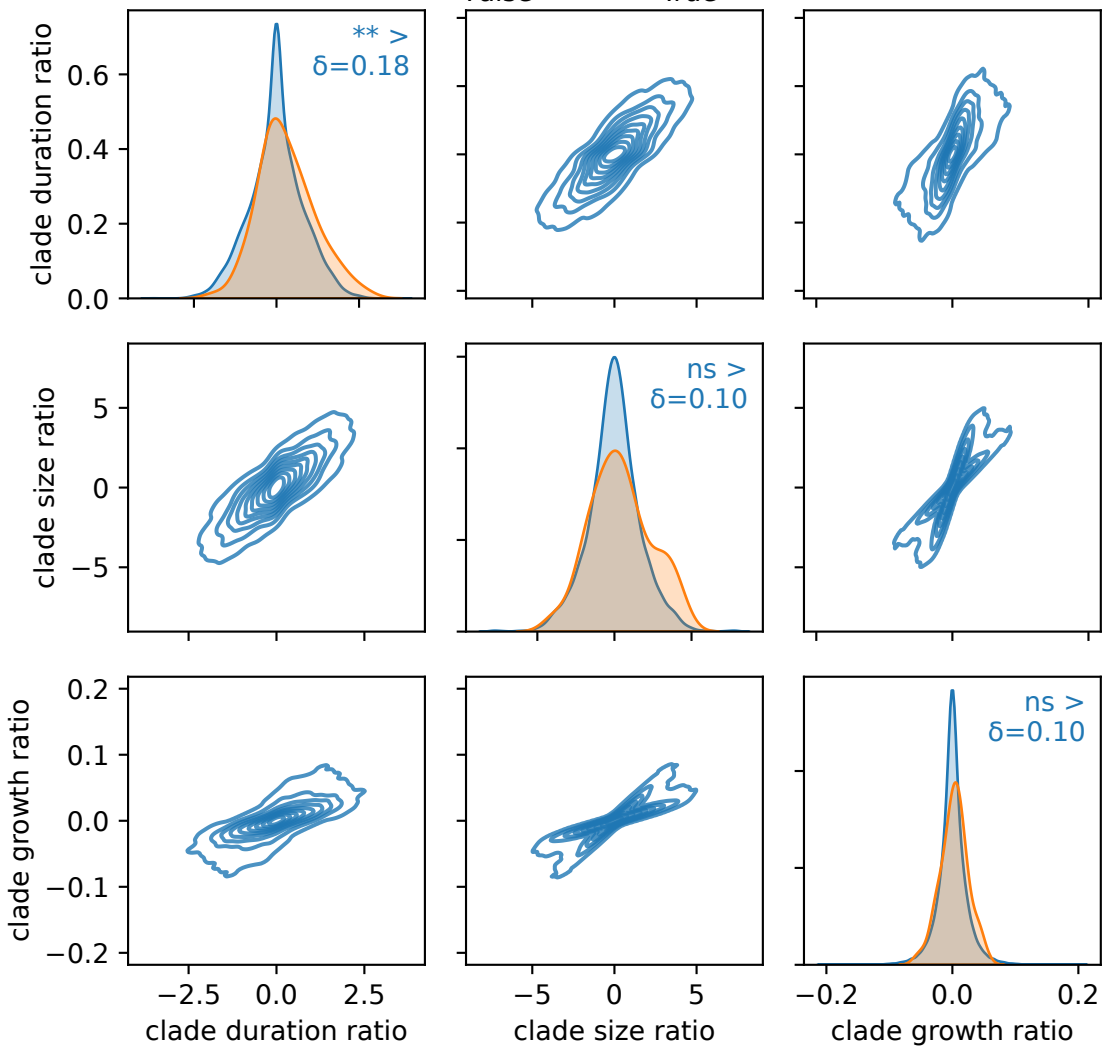 ** >
δ=0.18
clade duration ratio
0.6
0.4
0.2
0.0
ns >
δ=0.10
clade size ratio
5
0
−5
ns >
δ=0.10
clade growth ratio
0.2
0.1
0.0
−0.1
−0.2
−2.5 0.0 2.5
−5 0 5
−0.2 0.0 0.2
clade duration ratio
clade size ratio
clade growth ratio